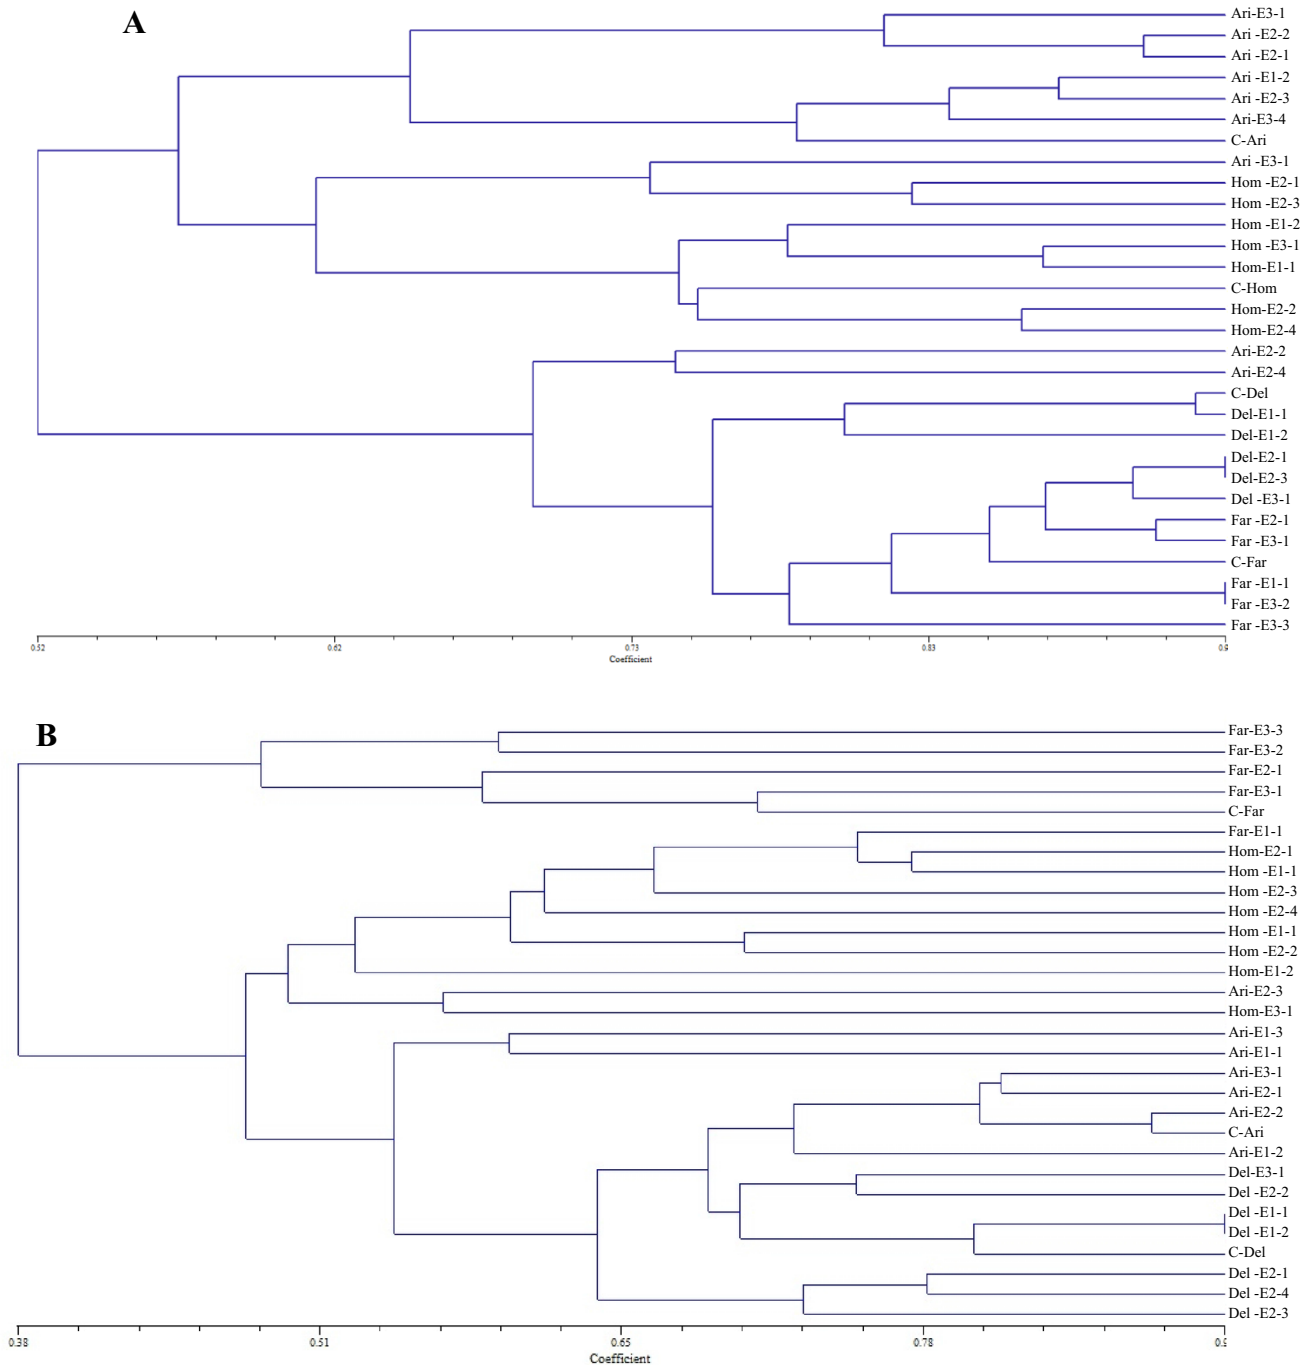 A
Ari-E3-1
Ari -E2-2
Ari -E2-1
Ari -E1-2
Ari -E2-3
Ari-E3-4
C-Ari
Ari -E3-1
Hom -E2-1
Hom -E2-3
Hom -E1-2
Hom -E3-1
Hom-E1-1
C-Hom
Hom-E2-2
Hom-E2-4
Ari-E2-2
Ari-E2-4
C-Del
Del-E1-1
Del-E1-2
Del-E2-1
Del-E2-3
Del -E3-1
Far -E2-1
Far -E3-1
C-Far
Far -E1-1
Far -E3-2
Far -E3-3
0.52 0.62 0.73 0.83 0.9
Coefficient
B
Far-E3-3
Far-E3-2
Far-E2-1
Far-E3-1
C-Far
Far-E1-1
Hom-E2-1
Hom -E1-1
Hom -E2-3
Hom -E2-4
Hom -E1-1
Hom -E2-2
Hom-E1-2
Ari-E2-3
Hom-E3-1
Ari-E1-3
Ari-E1-1
Ari-E3-1
Ari-E2-1
Ari-E2-2
C-Ari
Ari-E1-2
Del-E3-1
Del -E2-2
Del -E1-1
Del -E1-2
C-Del
Del -E2-1
Del -E2-4
Del -E2-3
0.38 0.51 0.65 0.78
Coefficient